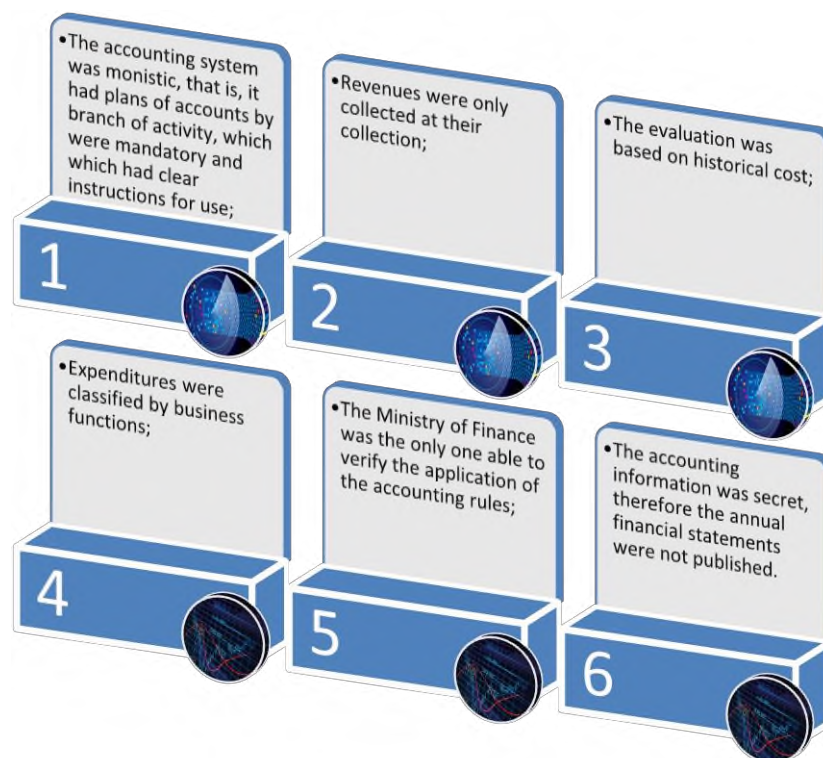 •The accounting system
was monistic, that is, it
had plans of accounts by
branch of activity, which
were mandatory and
which had clear
instructions for use;
1
•Revenues were only
collected at their
collection;
2
•The evaluation was
based on historical cost;
3
•Expenditures were
classified by business
functions;
4
•The Ministry of Finance
was the only one able to
verify the application of
the accounting rules;
5
•The accounting
information was secret,
therefore the annual
financial statements
were not published.
6